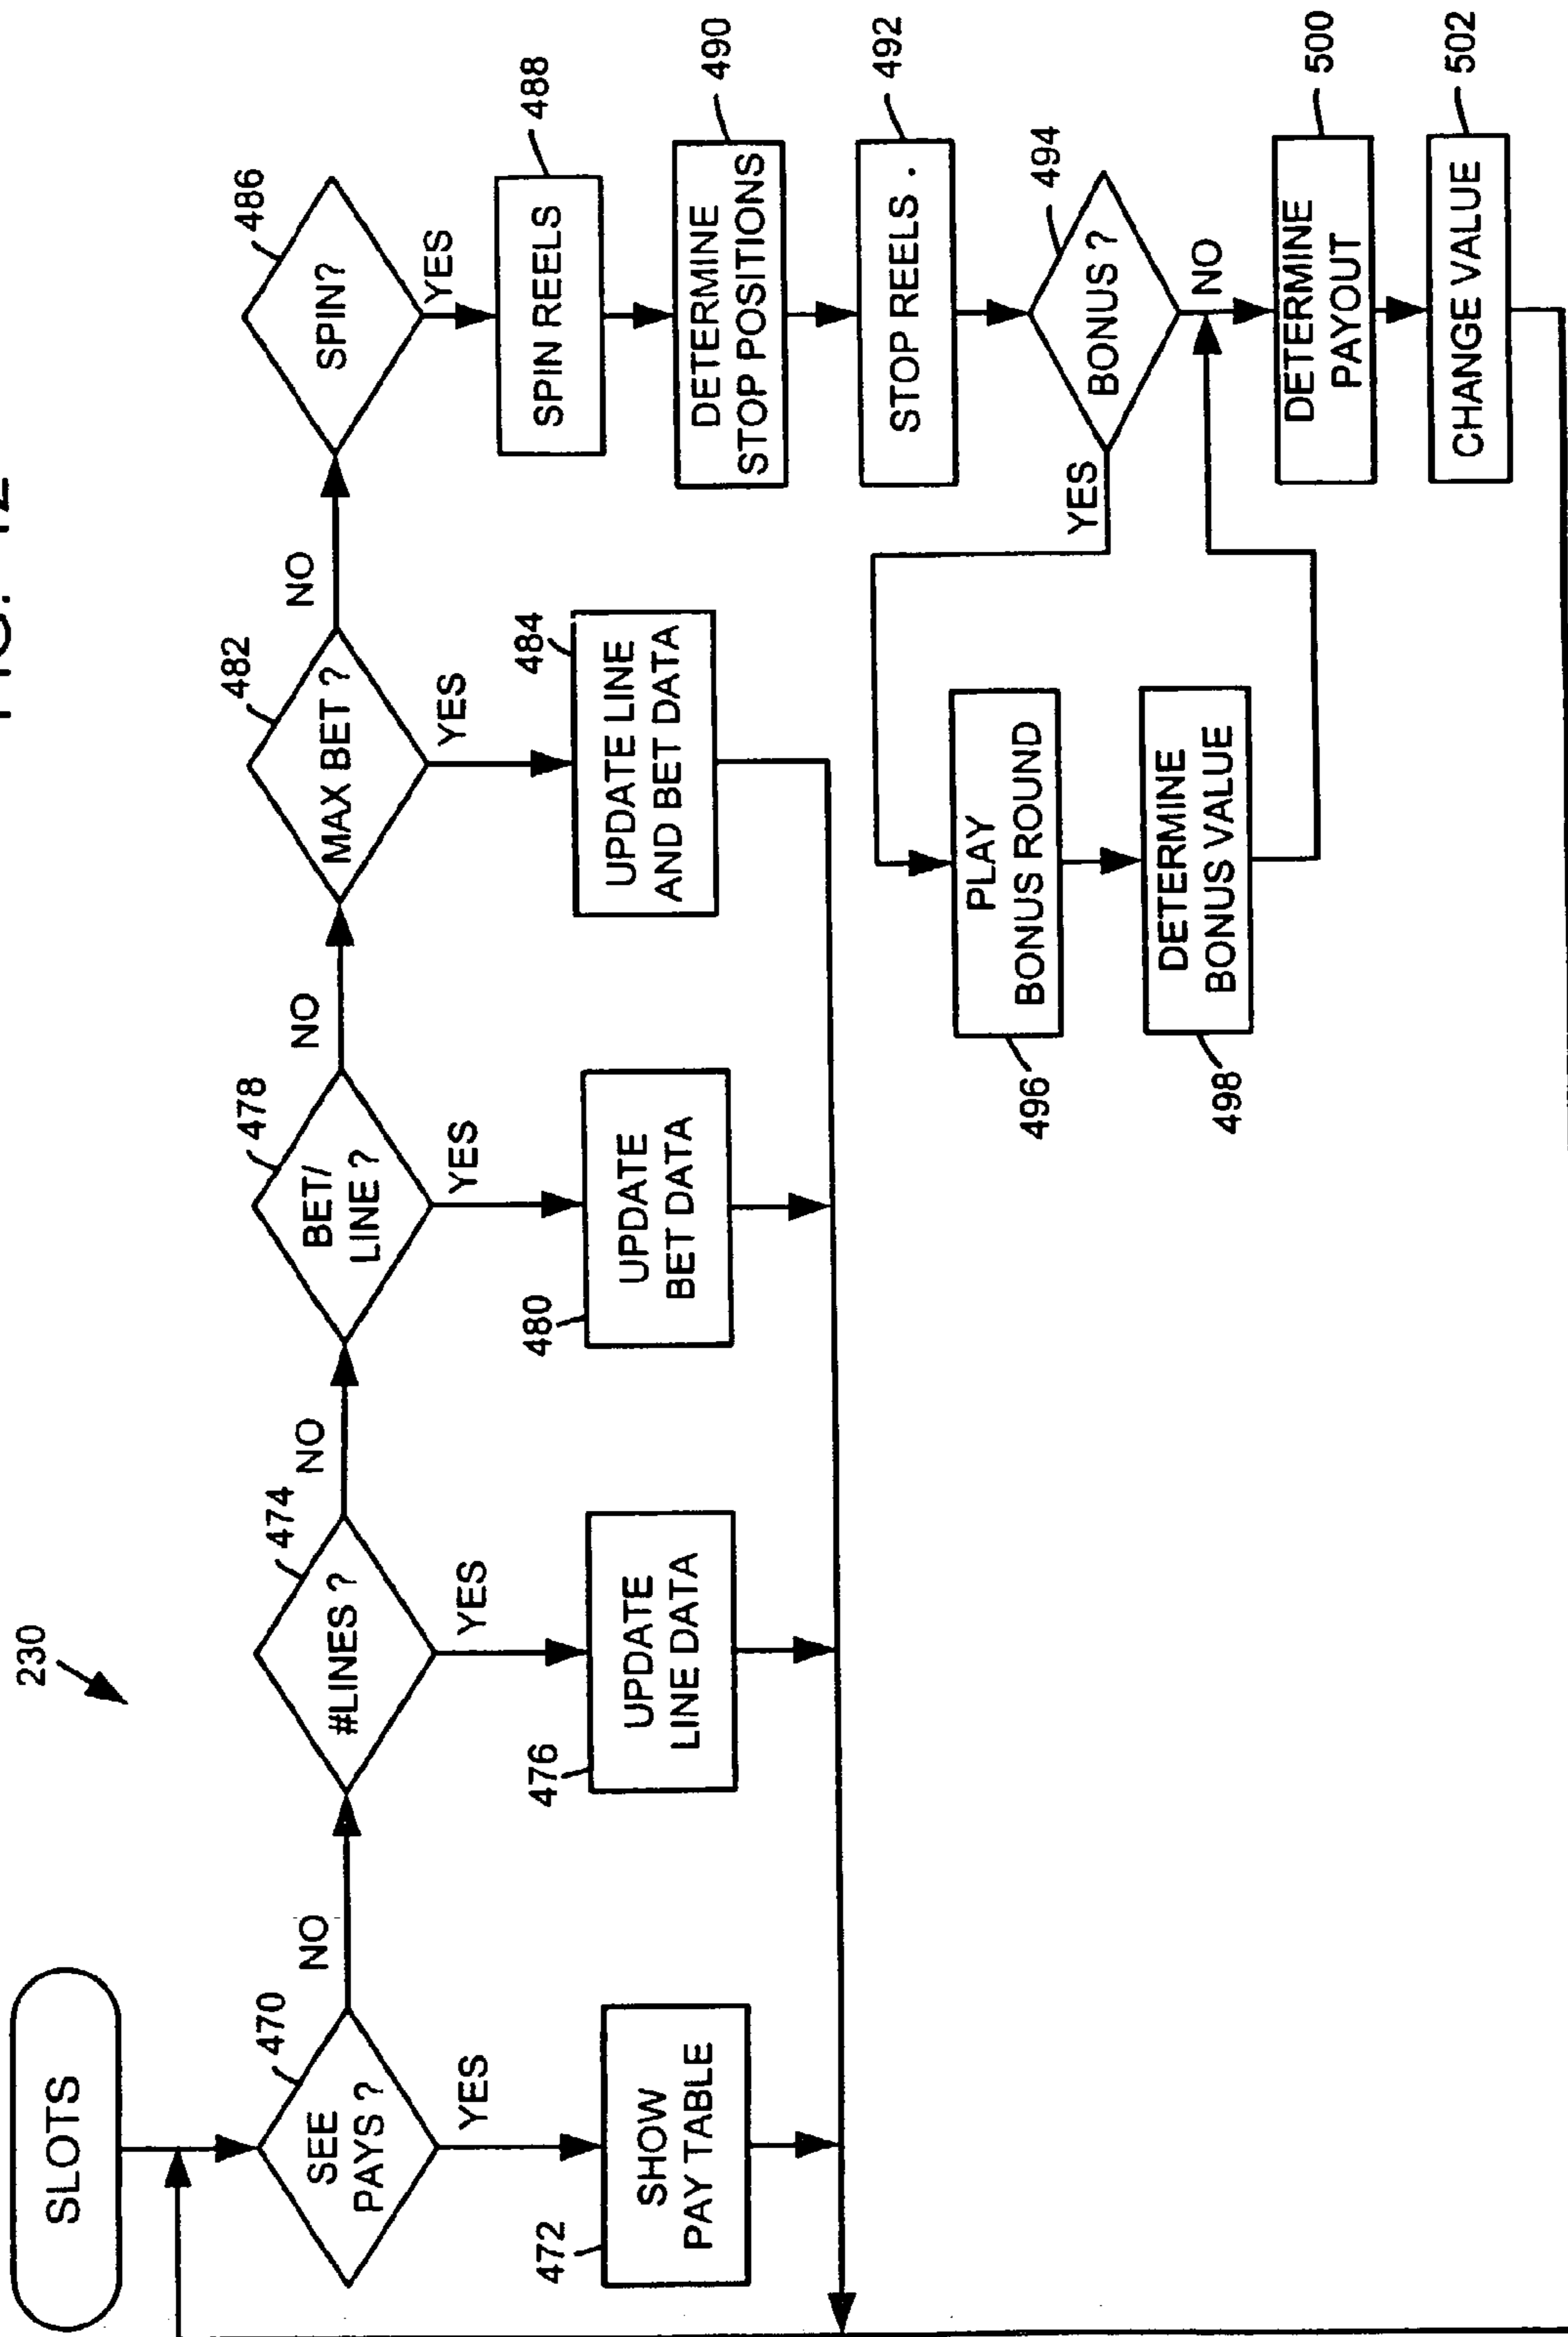 230
SLOTS
470
SEE
PAYS ?
NO
YES
472
SHOW
PAY TABLE
474
#LINES ?
NO
YES
476
UPDATE
LINE DATA
478
BET/
LINE ?
NO
YES
480
UPDATE
BET DATA
482
MAX BET ?
NO
YES
484
UPDATE LINE
AND BET DATA
486
SPIN?
YES
488
SPIN REELS
490
DETERMINE
STOP POSITIONS
492
STOP REELS .
494
BONUS ?
YES
NO
496
PLAY
BONUS ROUND
498
DETERMINE
BONUS VALUE
500
DETERMINE
PAYOUT
502
CHANGE VALUE